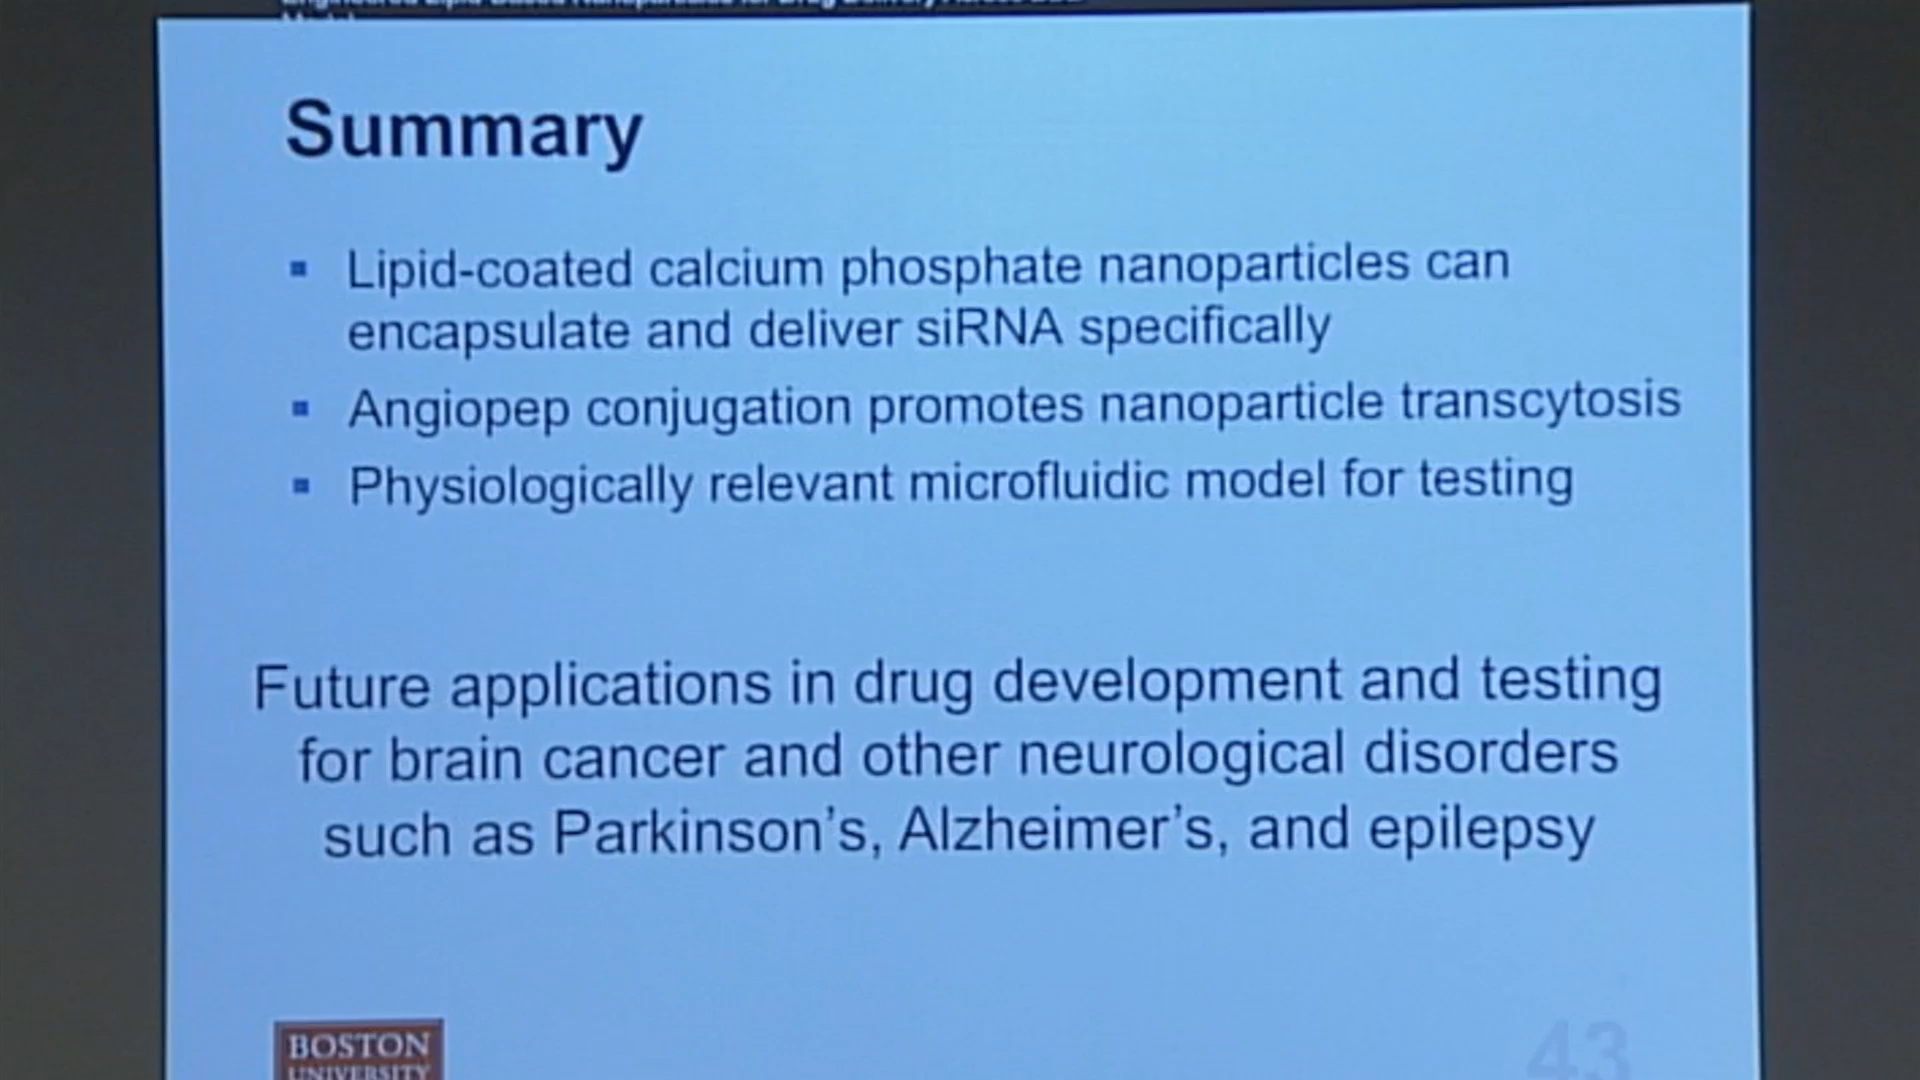 Summary
Lipid-coated calcium phosphate nanoparticles can
encapsulate and deliver siRNA specifically
Angiopep conjugation promotes nanoparticle transcytosis
Physiologically relevant microfluidic model for testing
Future applications in drug development and testing
for brain cancer and other neurological disorders
such as Parkinson’s, Alzheimer’s, and epilepsy
BOSTON
UNIVERSITY
43